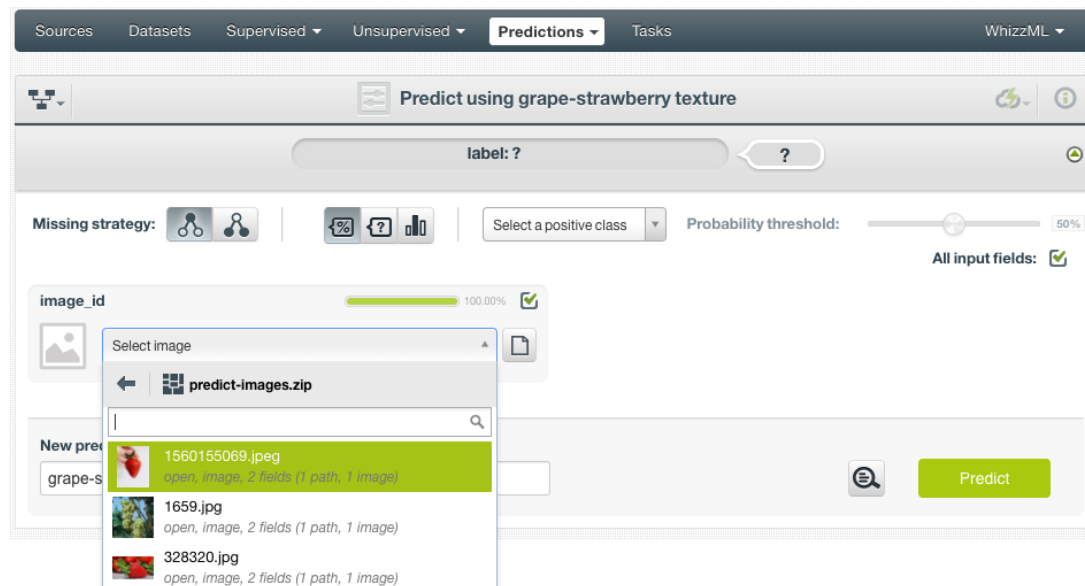 Sources Datasets Supervised Unsupervised Predictions Tasks WhizzML
Predict using grape-strawberry texture
label: ? ?
Missing strategy: % ? Select a positive class Probability threshold: 50%
All input fields:
image_id 100.00%
Select image
predict-images.zip
New pred
1560155069.jpeg
grape-s
open, image, 2 fields (1 path, 1 image)
Predict
1659.jpg
open, image, 2 fields (1 path, 1 image)
328320.jpg
open, image, 2 fields (1 path, 1 image)